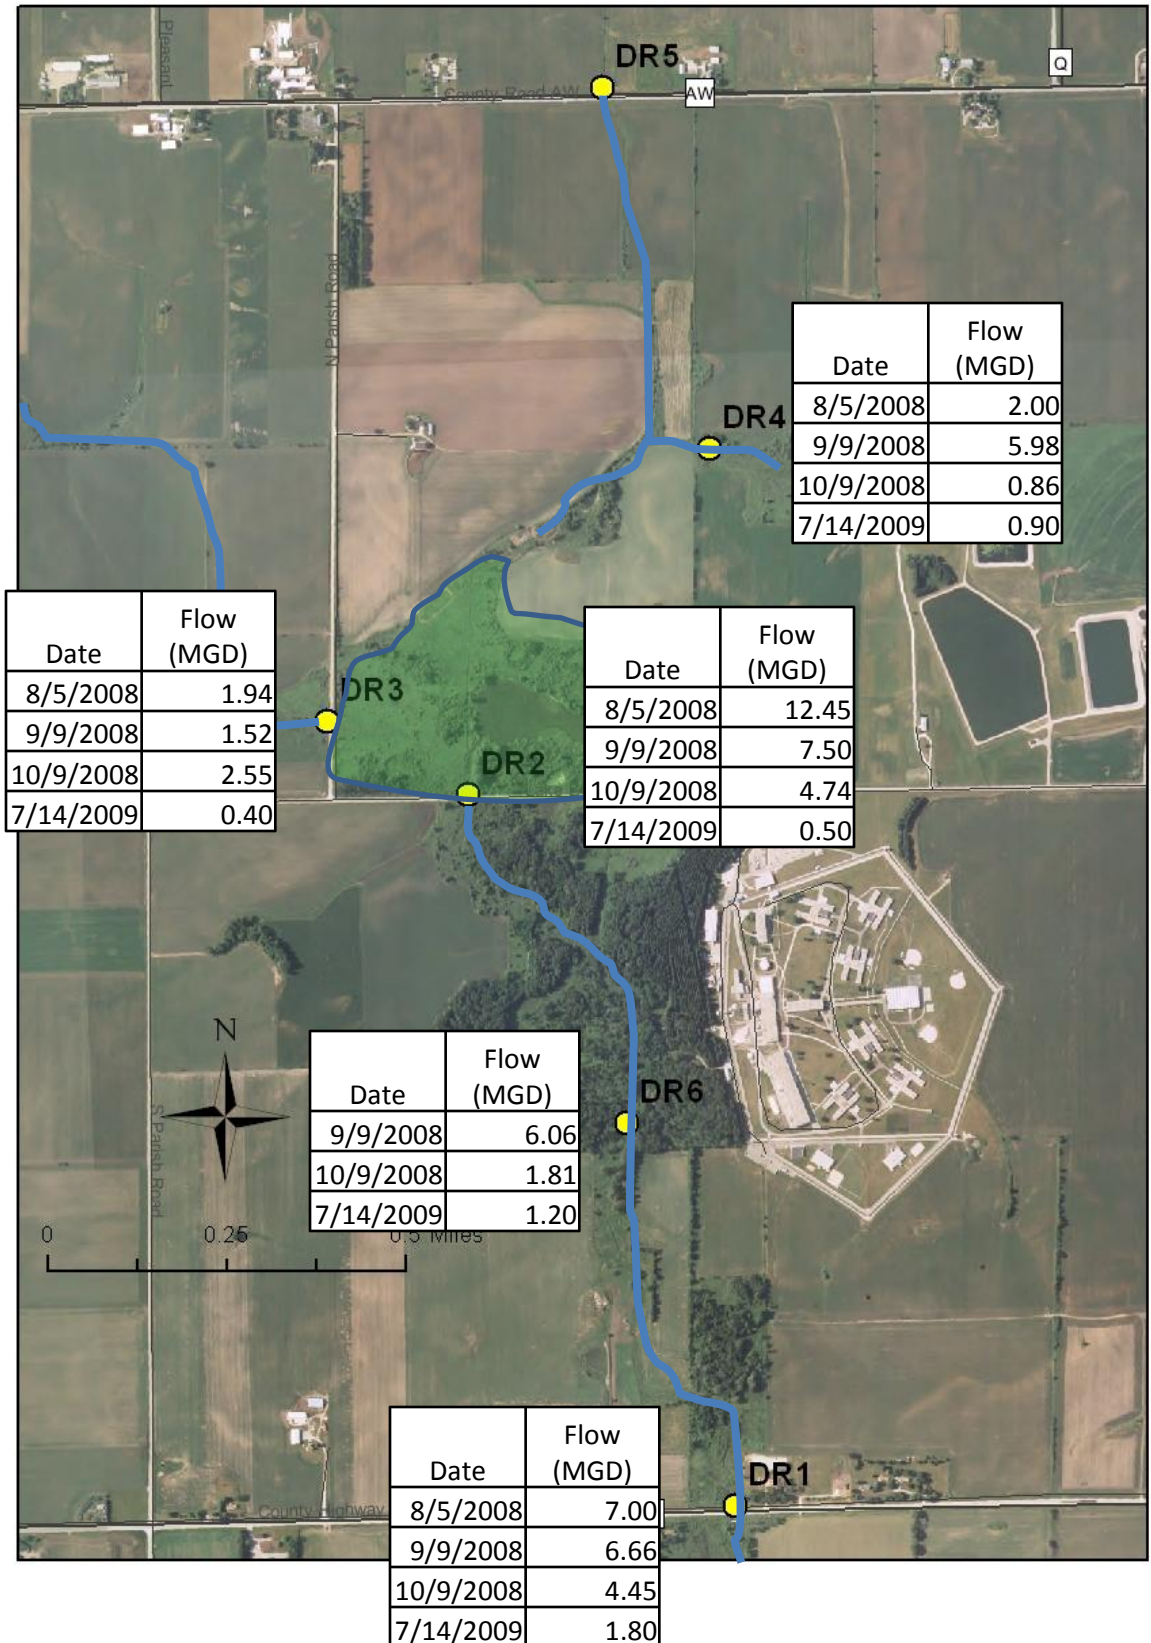 DR5
Pleasant
County Road AW
AW
Q
N Parish Road
Date Flow (MGD)
8/5/2008 2.00
9/9/2008 5.98
10/9/2008 0.86
7/14/2009 0.90
DR4
Date Flow (MGD)
8/5/2008 1.94
9/9/2008 1.52
10/9/2008 2.55
7/14/2009 0.40
DR3
Date Flow (MGD)
8/5/2008 12.45
9/9/2008 7.50
10/9/2008 4.74
7/14/2009 0.50
DR2
N
S Parish Road
Date Flow (MGD)
9/9/2008 6.06
10/9/2008 1.81
7/14/2009 1.20
DR6
0 0.25 0.5 Miles
Date Flow (MGD)
8/5/2008 7.00
9/9/2008 6.66
10/9/2008 4.45
7/14/2009 1.80
DR1
County Highway